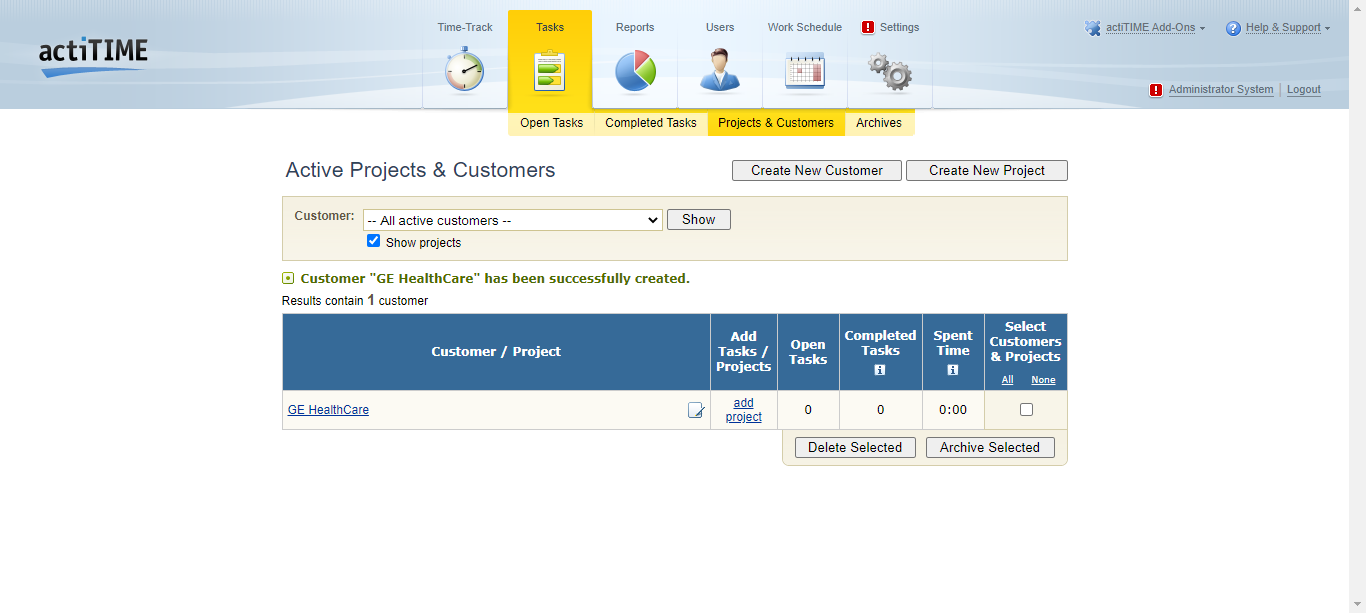 actiTIME
Time-Track
Tasks
Reports
Users
Work Schedule
Settings
actiTIME Add-Ons
Help & Support
Administrator System
Logout
Open Tasks
Completed Tasks
Projects & Customers
Archives
Active Projects & Customers
Create New Customer
Create New Project
Customer:
-- All active customers --
Show
Show projects
Customer "GE HealthCare" has been successfully created.
Results contain 1 customer
Customer / Project
Add
Tasks /
Projects
Open
Tasks
Completed
Tasks
Spent
Time
Select
Customers
& Projects
All None
GE HealthCare
add
project
0
0
0:00
Delete Selected
Archive Selected